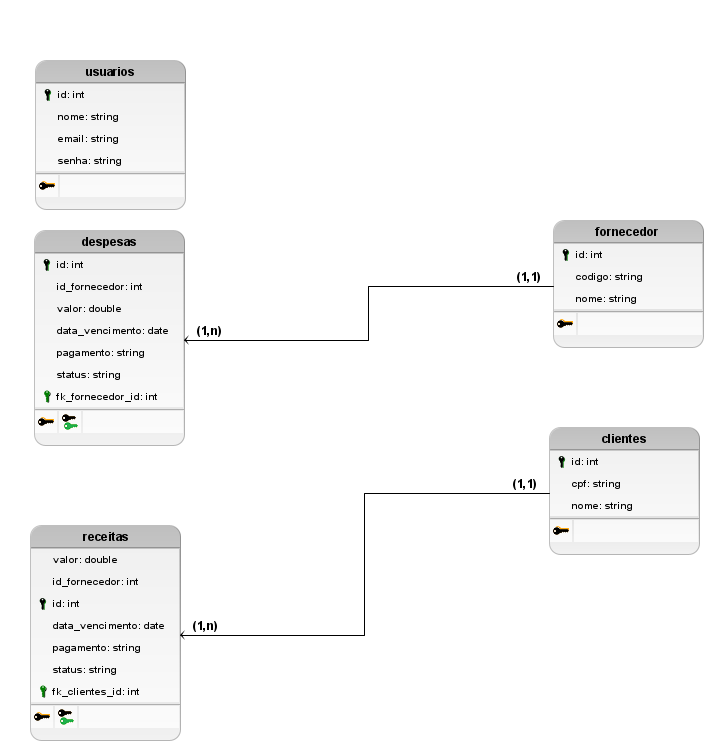 usuarios
id: int
nome: string
email: string
senha: string
despesas
id: int
id_fornecedor: int
valor: double
data_vencimento: date
pagamento: string
status: string
fk_fornecedor_id: int
(1,n)
(1,1)
fornecedor
id: int
codigo: string
nome: string
clientes
id: int
cpf: string
nome: string
(1,1)
(1,n)
receitas
valor: double
id_fornecedor: int
id: int
data_vencimento: date
pagamento: string
status: string
fk_clientes_id: int